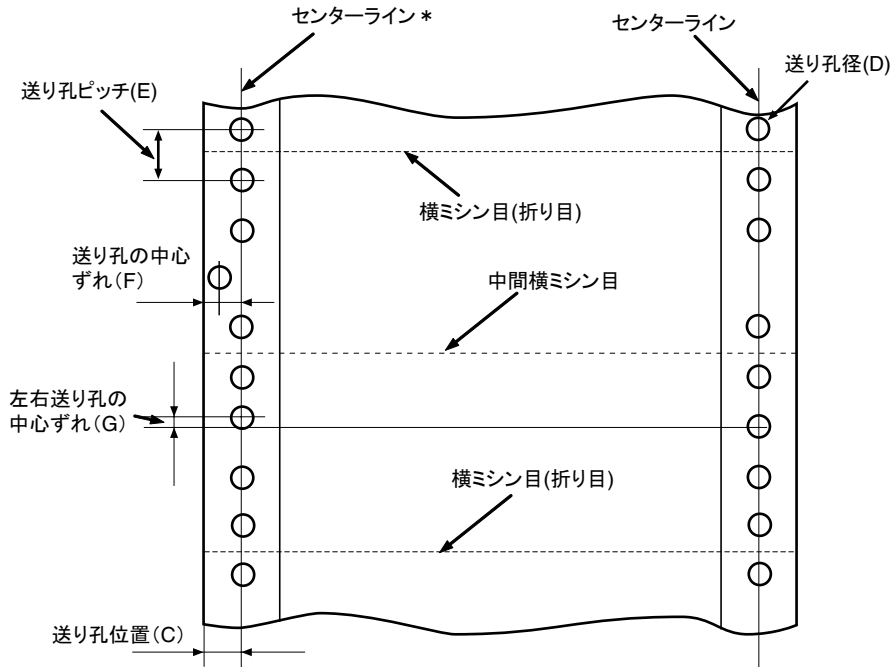 センターライン *
センターライン
送り孔径(D)
送り孔ピッチ(E)
横ミシン目(折り目)
送り孔の中心
ずれ(F)
中間横ミシン目
左右送り孔の
中心ずれ(G)
横ミシン目(折り目)
送り孔位置(C)